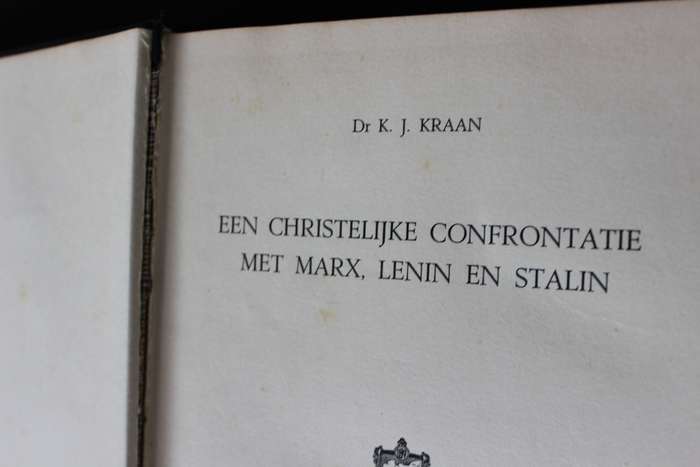 Dr K. J. KRAAN
EEN CHRISTELIJKE CONFRONTATIE
MET MARX, LENIN EN STALIN